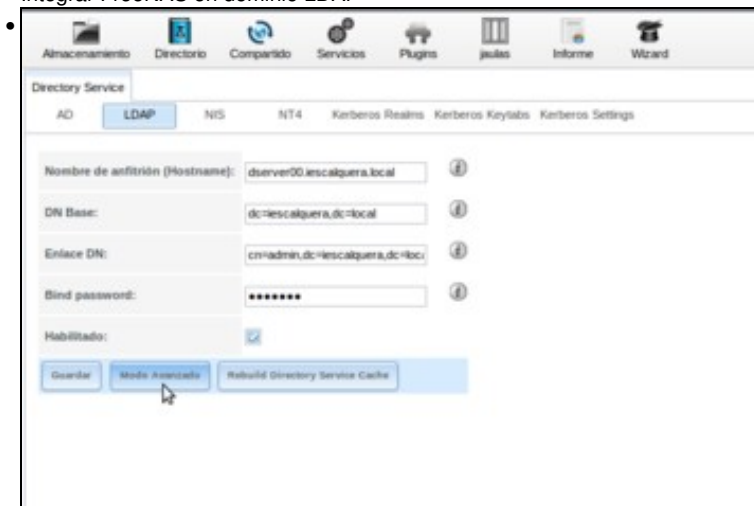 Integrar FreeNAS en dominio LDAP
Almacenamiento Directorio Compartido Servicios Plugins jaulas Informe Wizard
Directory Service
AD LDAP NIS NT4 Kerberos Realms Kerberos Keytabs Kerberos Settings
Nombre de anfitrión (Hostname): dserver00.iescalquera.local
DN Base: dc=iescalquera,dc=local
Enlace DN: cn=admin,dc=iescalquera,dc=loc
Bind password: •••••••
Habilitado:
Guardar Modo Avanzado Rebuild Directory Service Cache